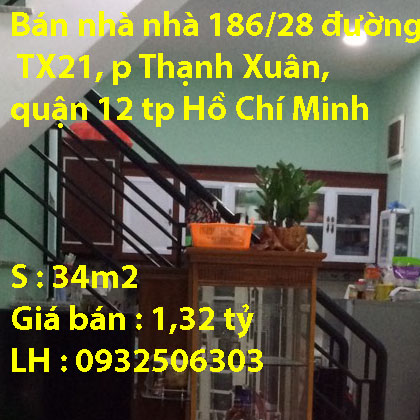 Bán nhà nhà 186/28 đường
TX21, p Thạnh Xuân,
quận 12 tp Hồ Chí Minh
S : 34m2
Giá bán : 1,32 tỷ
LH : 0932506303